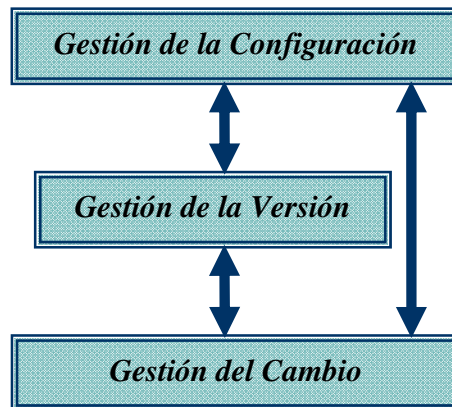 Gestión de la Configuración
Gestión de la Versión
Gestión del Cambio